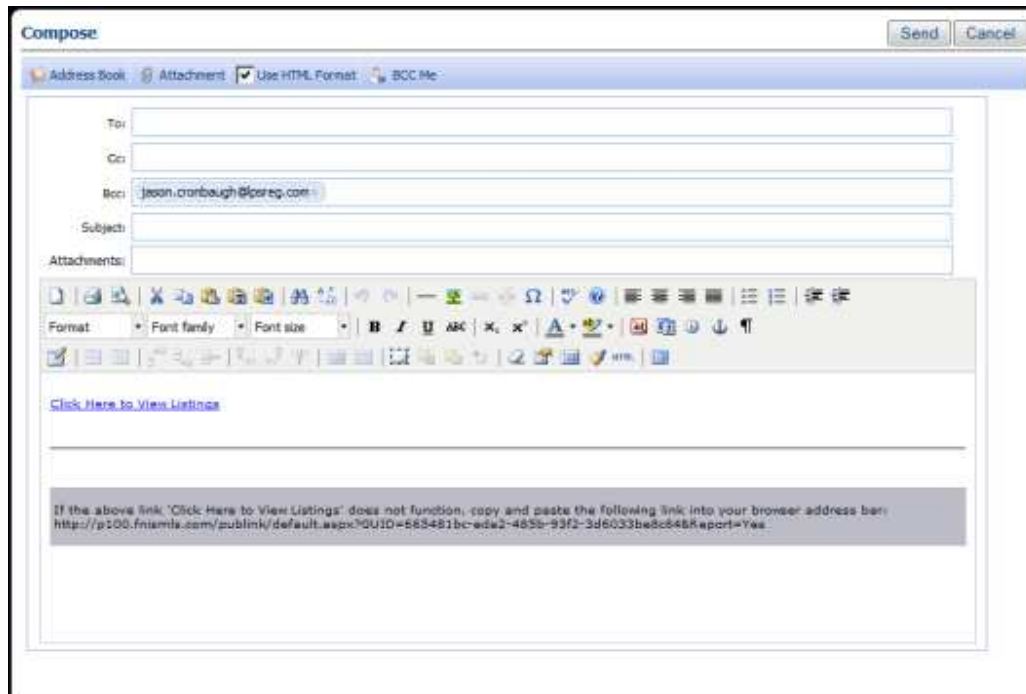 Compose
Send Cancel
Address Book Attachment Use HTML Format BCC Me
To:
Cc:
Bcc: jason.cronbaugh@lpsreg.com
Subject:
Attachments:
Format Font family Font size B I U ABC
HTML
Click Here to View Listings
If the above link 'Click Here to View Listings' does not function, copy and paste the following link into your browser address bar: